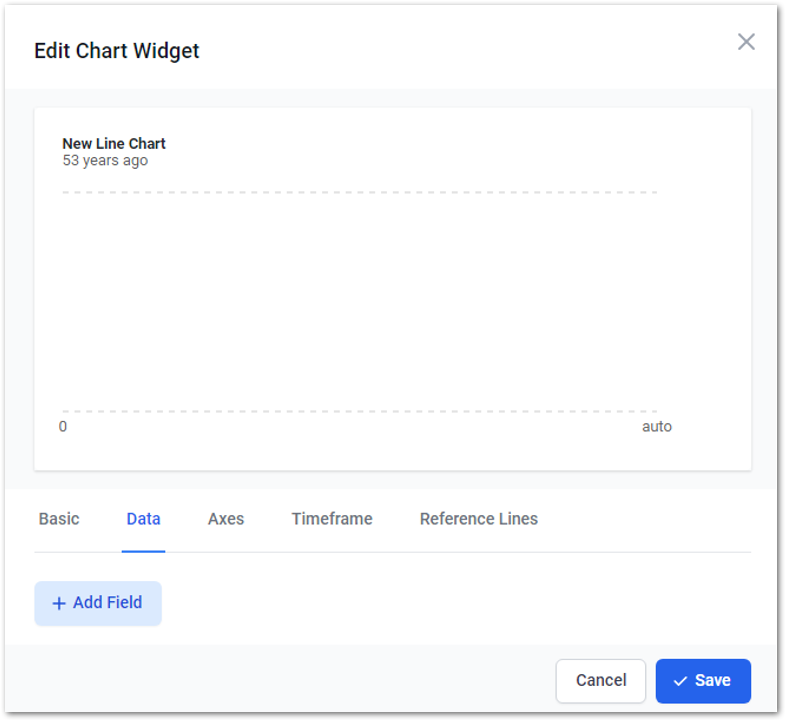 Edit Chart Widget
New Line Chart
53 years ago
0 auto
Basic Data Axes Timeframe Reference Lines
+ Add Field
Cancel Save